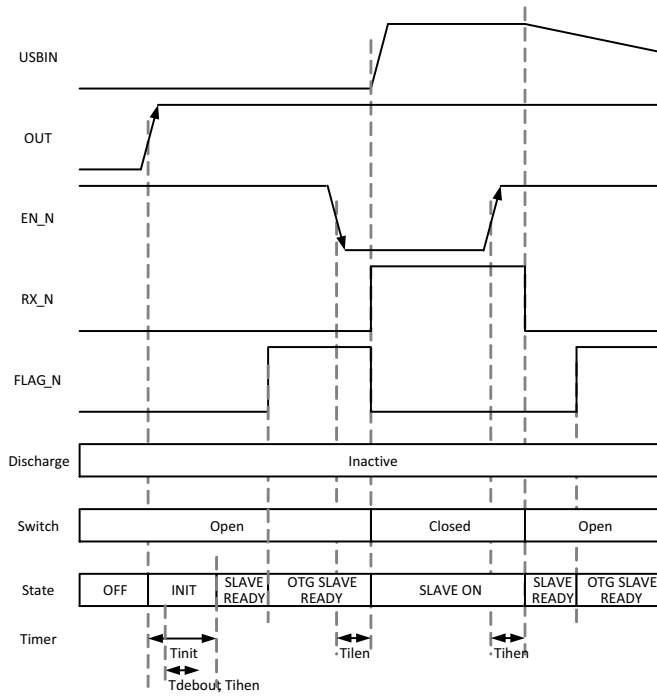 USBIN
OUT
EN_N
RX_N
FLAG_N
Discharge
Inactive
Switch
Open
Closed
Open
State
OFF
INIT
SLAVE
READY
OTG SLAVE
READY
SLAVE ON
SLAVE
READY
OTG SLAVE
READY
Timer
Tinit
Tilen
Tihen
Tdebout, Tihen